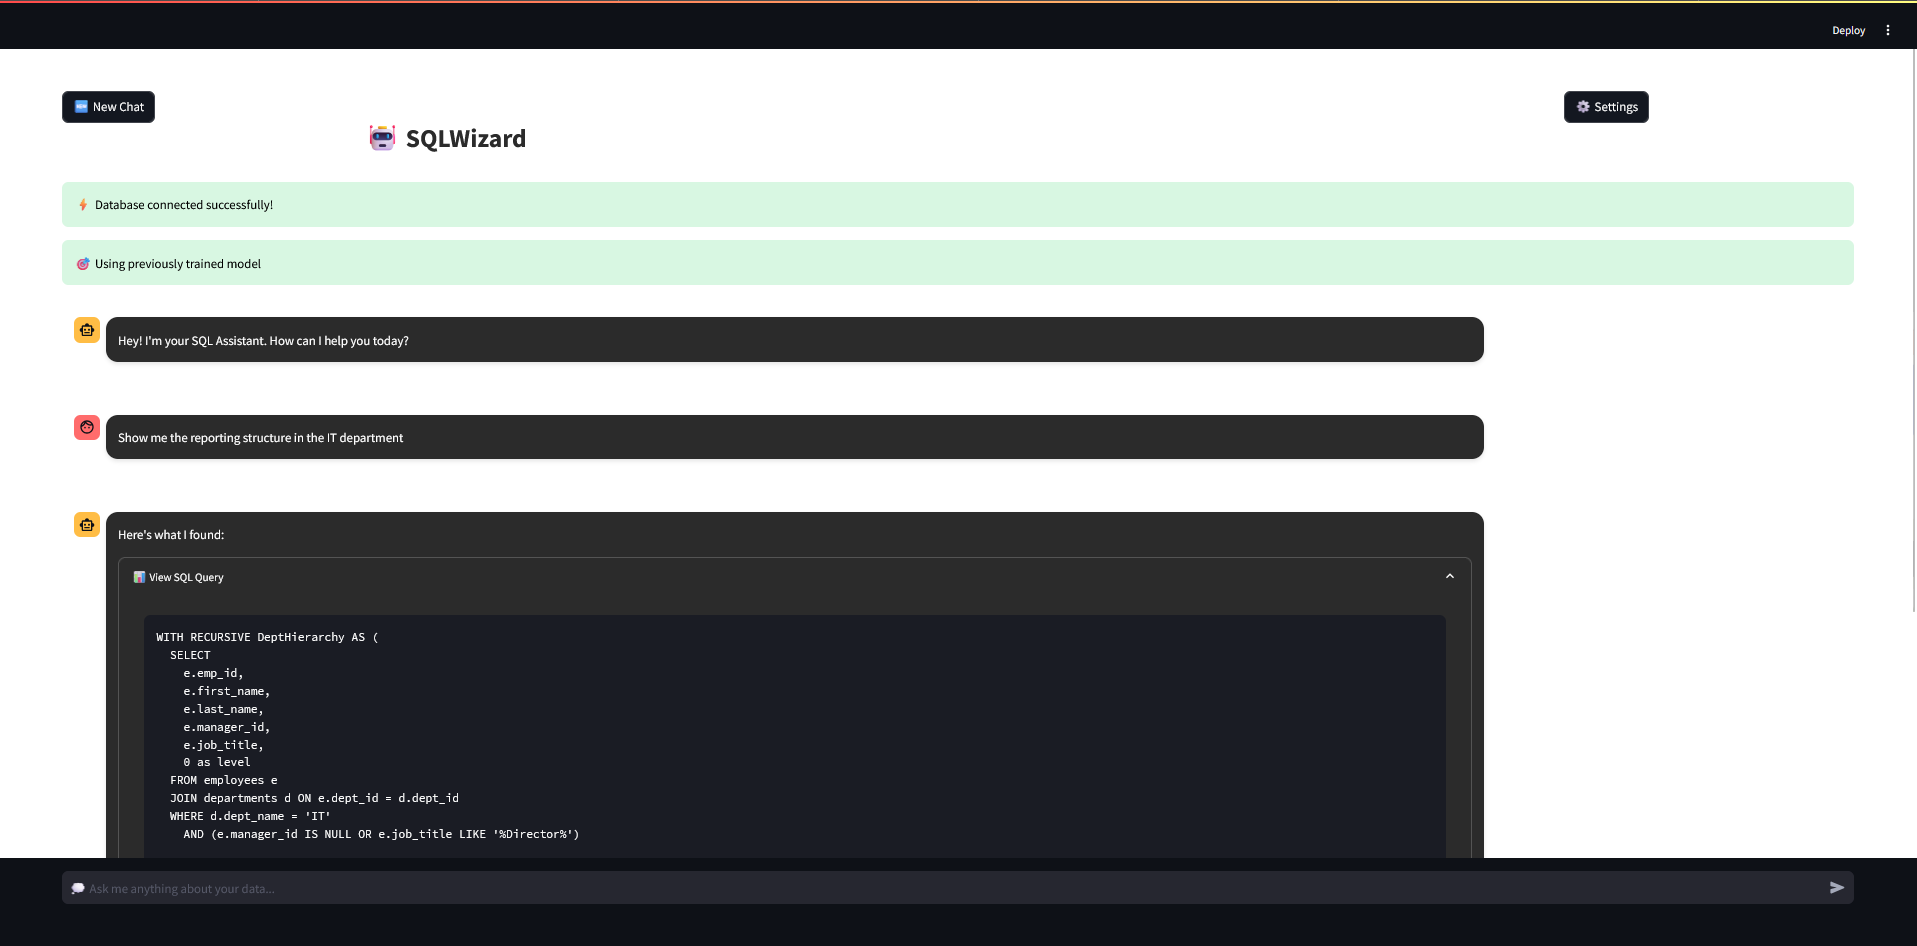 Deploy
New Chat
Settings
SQLWizard
Database connected successfully!
Using previously trained model
Hey! I'm your SQL Assistant. How can I help you today?
Show me the reporting structure in the IT department
Here's what I found:
View SQL Query
WITH RECURSIVE DeptHierarchy AS (
  SELECT
    e.emp_id,
    e.first_name,
    e.last_name,
    e.manager_id,
    e.job_title,
    0 as level
  FROM employees e
  JOIN departments d ON e.dept_id = d.dept_id
  WHERE d.dept_name = 'IT'
    AND (e.manager_id IS NULL OR e.job_title LIKE '%Director%')
Ask me anything about your data...